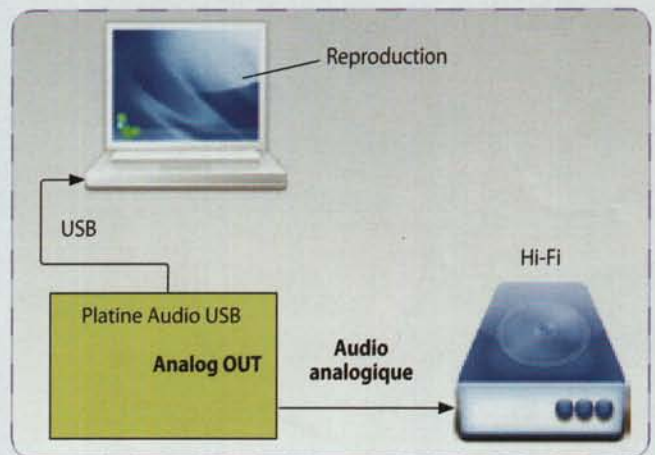 Reproduction
USB
Hi-Fi
Platine Audio USB
Analog OUT
Audio
analogique